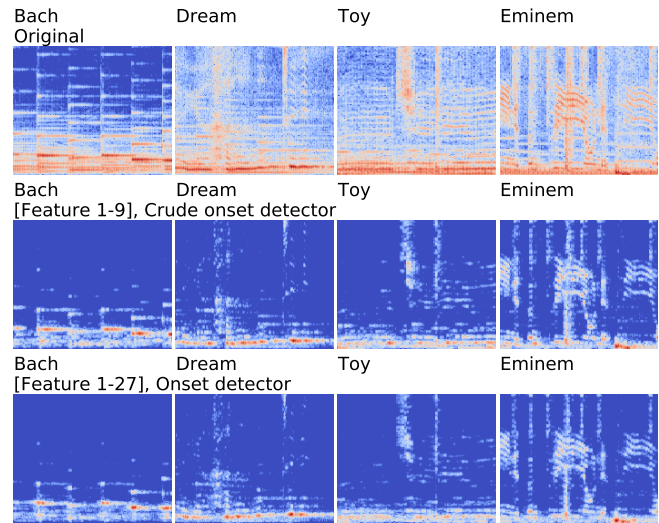 Bach Dream Toy Eminem
Original
Bach Dream Toy Eminem
[Feature 1-9], Crude onset detector
Bach Dream Toy Eminem
[Feature 1-27], Onset detector